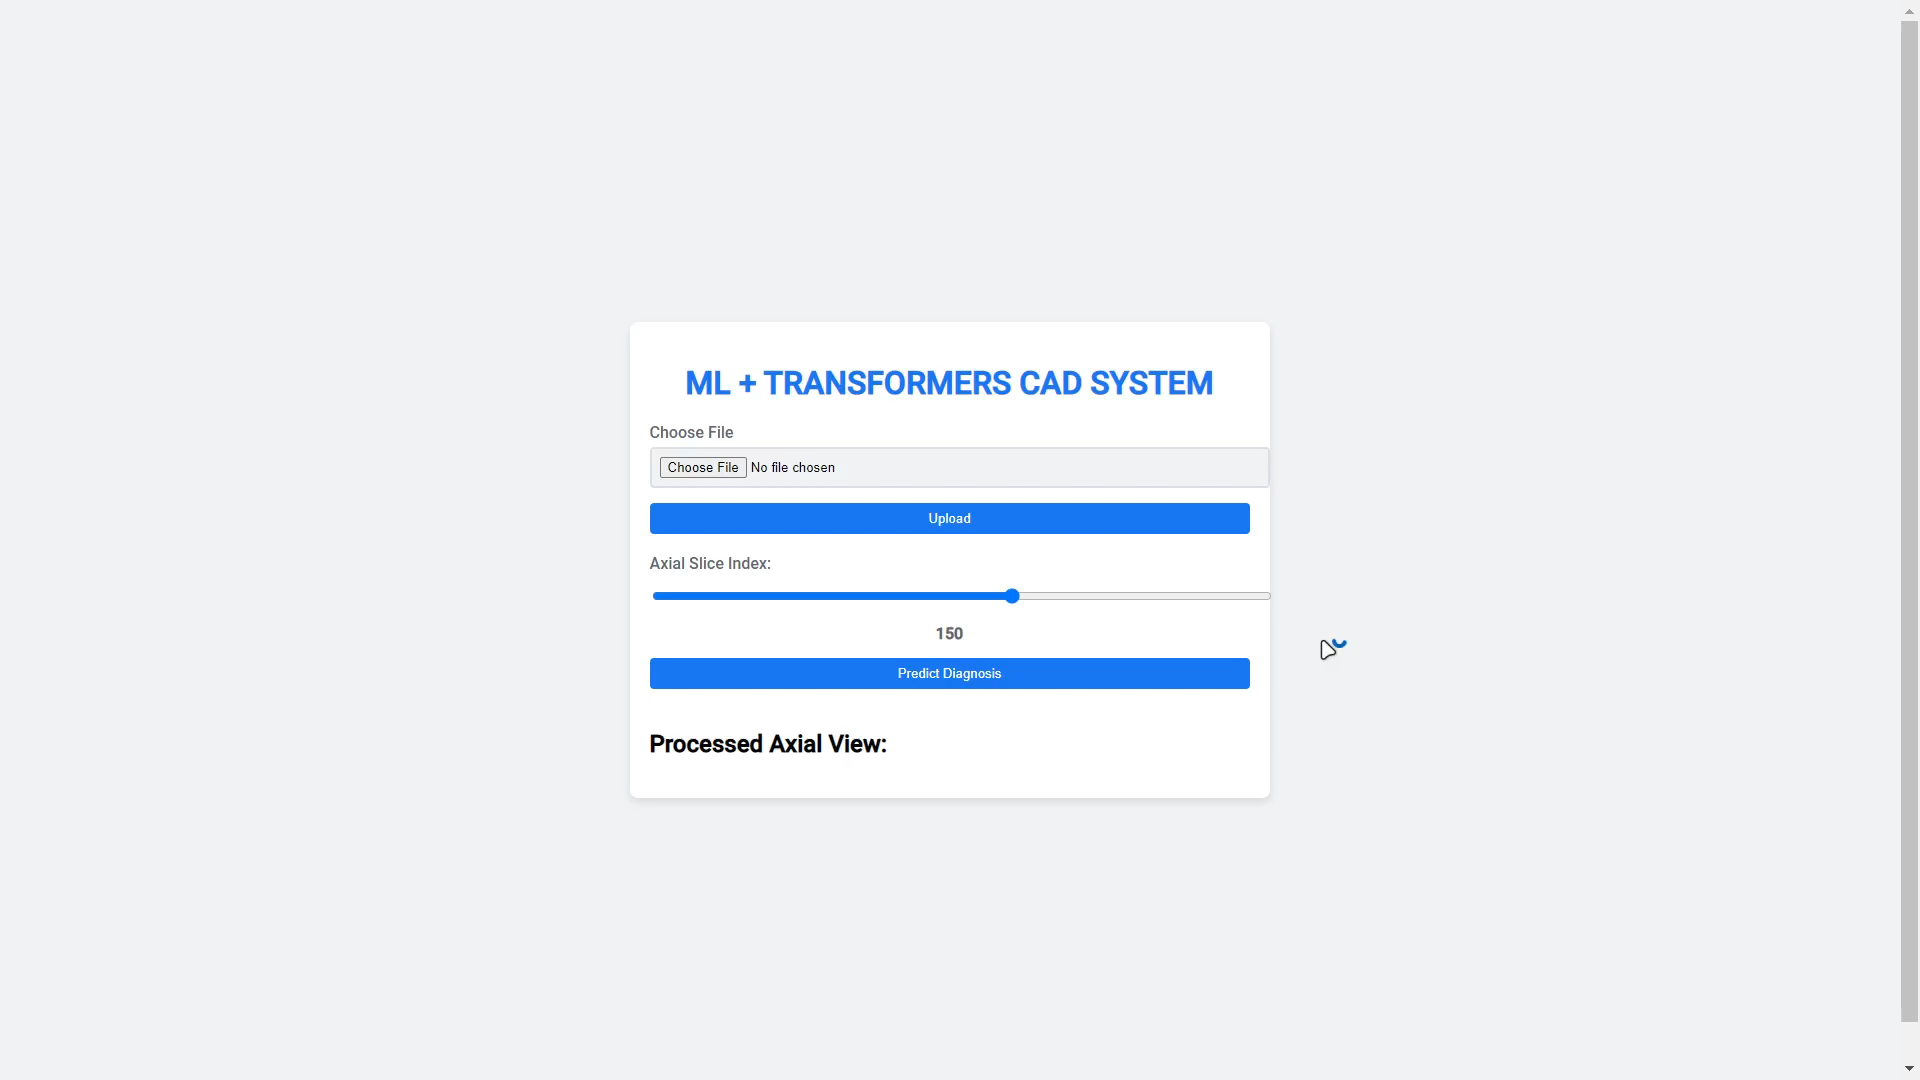 ML + TRANSFORMERS CAD SYSTEM
Choose File
Choose File No file chosen
Upload
Axial Slice Index:
150
Predict Diagnosis
Processed Axial View: